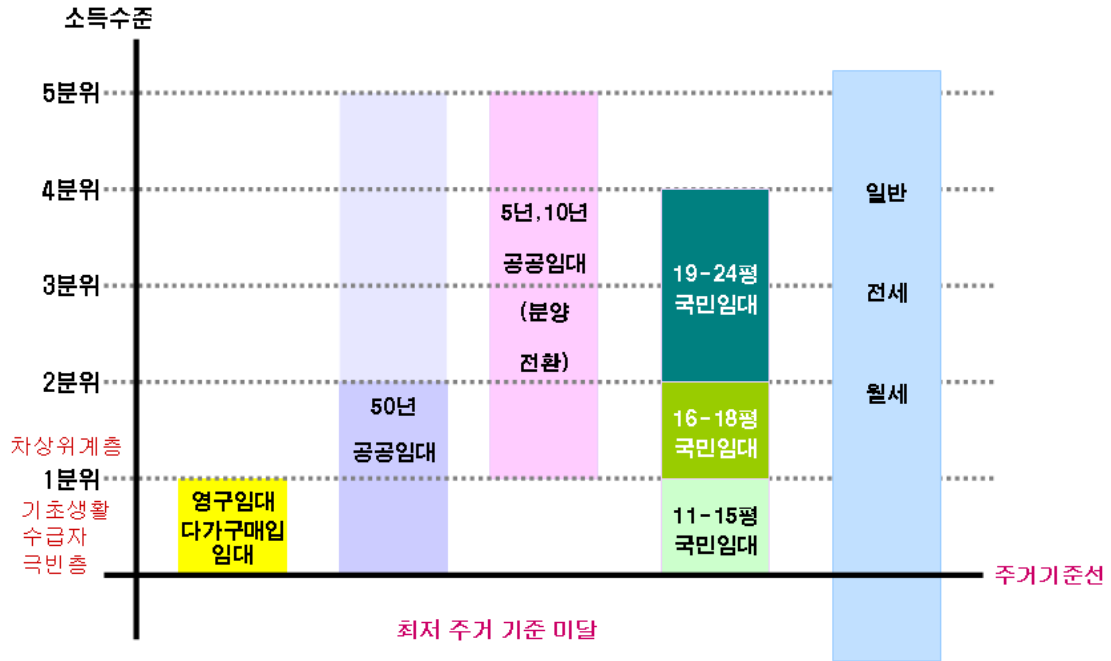 소득수준
5분위
4분위
3분위
2분위
차상위계층
1분위
기초생활
수급자
극빈층
영구임대
다가구매입
임대
50년
공공임대
5년,10년
공공임대
(분양
전환)
19-24평
국민임대
16-18평
국민임대
11-15평
국민임대
일반
전세
월세
주거기준선
최저 주거 기준 미달